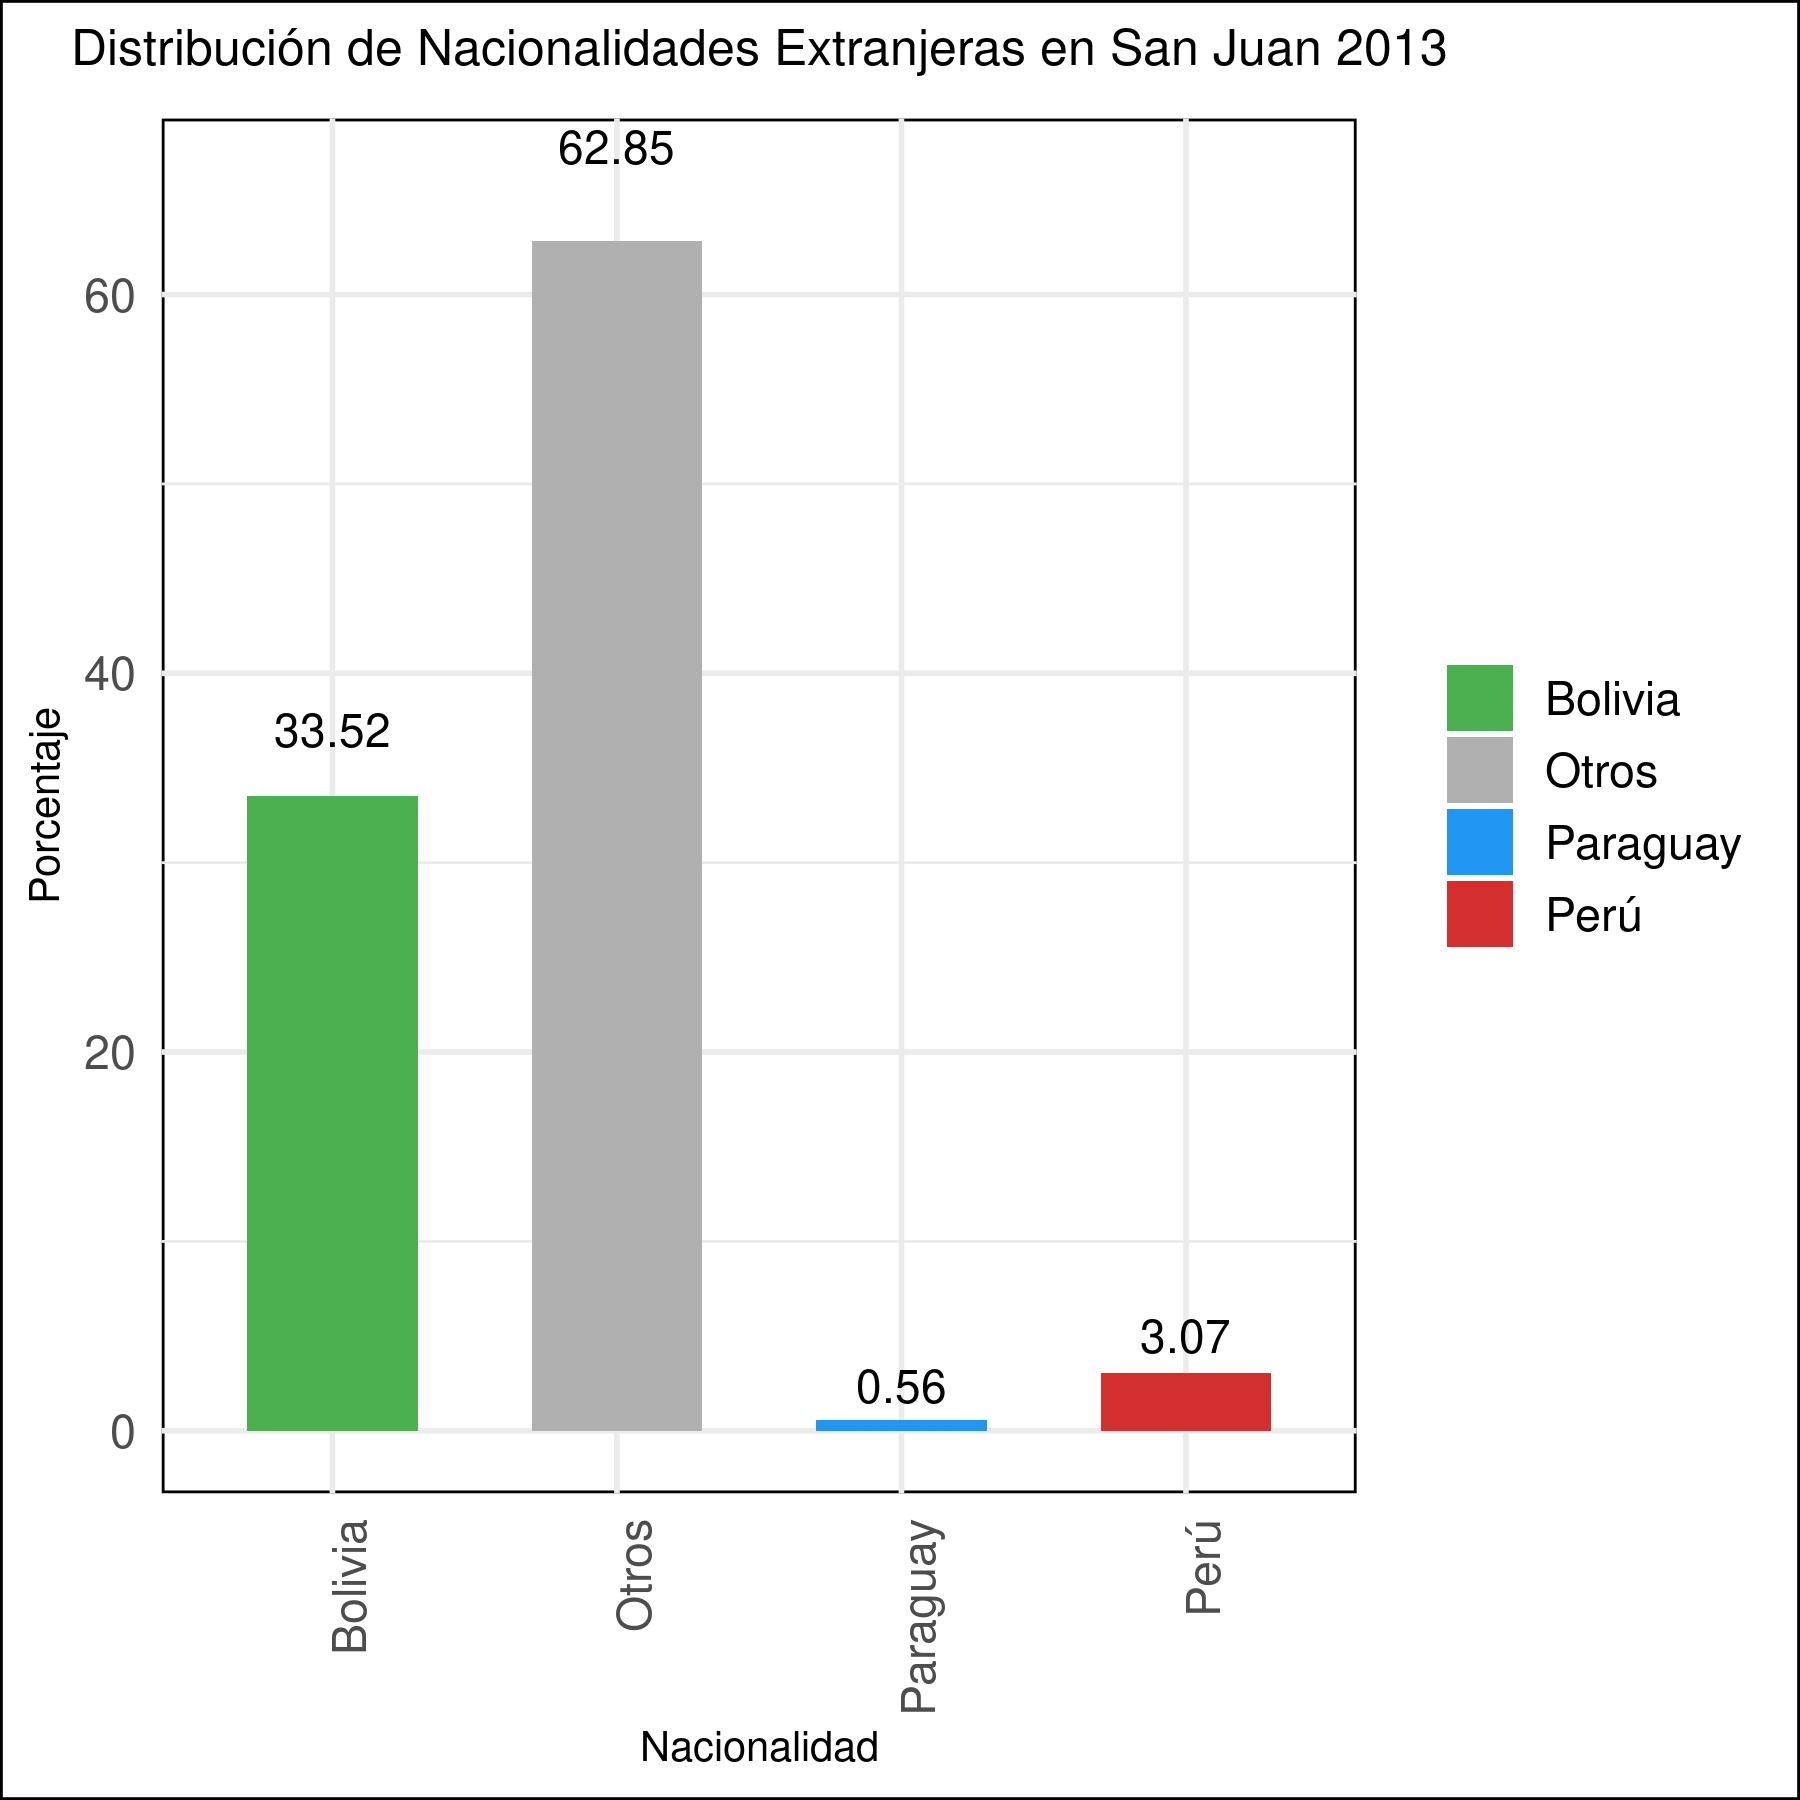 Distribución de Nacionalidades Extranjeras en San Juan 2013
62.85
33.52
0.56
3.07
60
40
20
0
Porcentaje
Bolivia
Otros
Paraguay
Perú
Nacionalidad
Bolivia
Otros
Paraguay
Perú